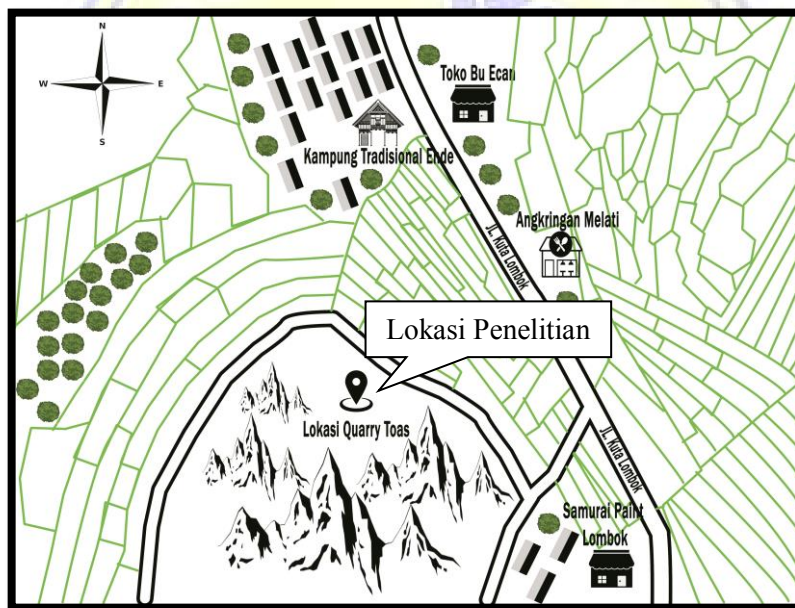 N
W
E
S
Toko Bu Ecan
Kampung Tradisional Ende
Angkringan Melati
JL. Kuta Lombok
Lokasi Penelitian
Lokasi Quarry Toas
JL. Kuta Lombok
Samurai Paint
Lombok